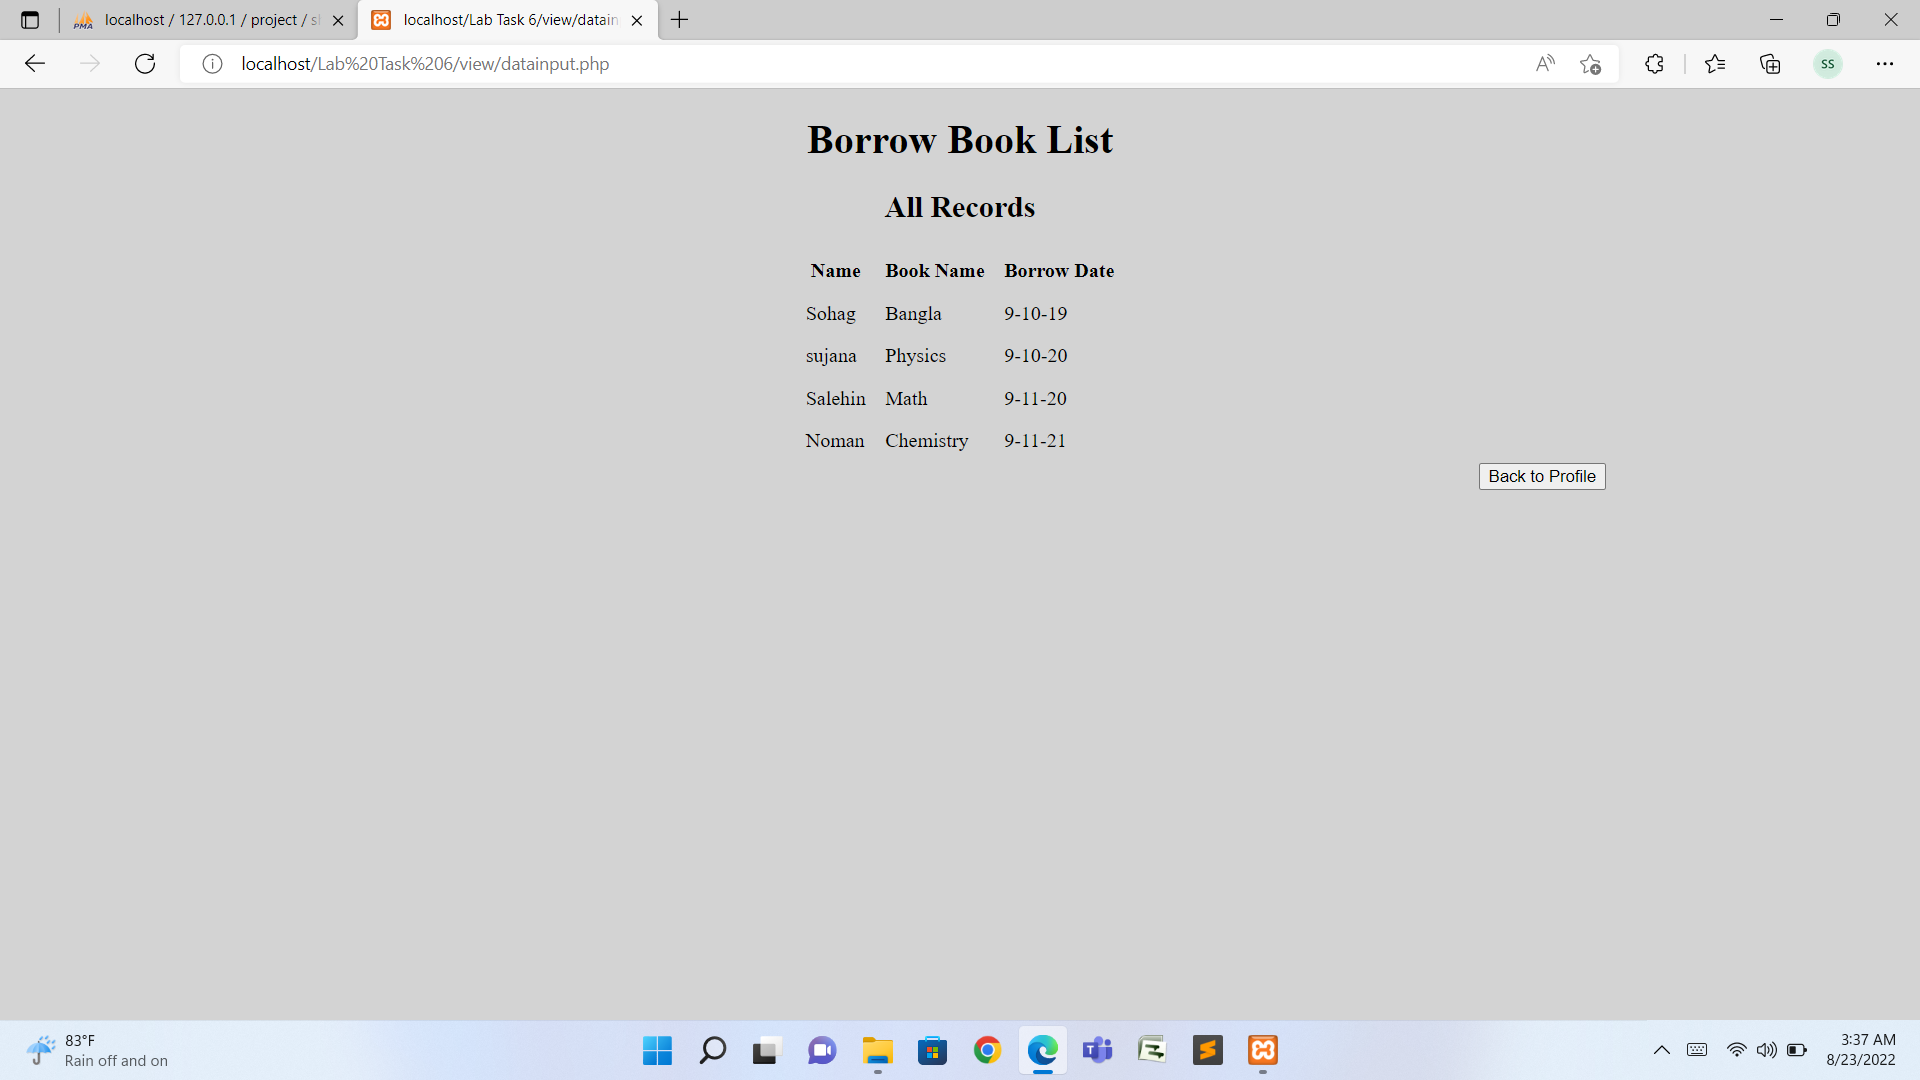 localhost / 127.0.0.1 / project / s
localhost/Lab Task 6/view/datain
localhost/Lab%20Task%206/view/datainput.php
SS
Borrow Book List
All Records
Name Book Name Borrow Date
Sohag Bangla 9-10-19
sujana Physics 9-10-20
Salehin Math 9-11-20
Noman Chemistry 9-11-21
Back to Profile
83°F
Rain off and on
3:37 AM
8/23/2022